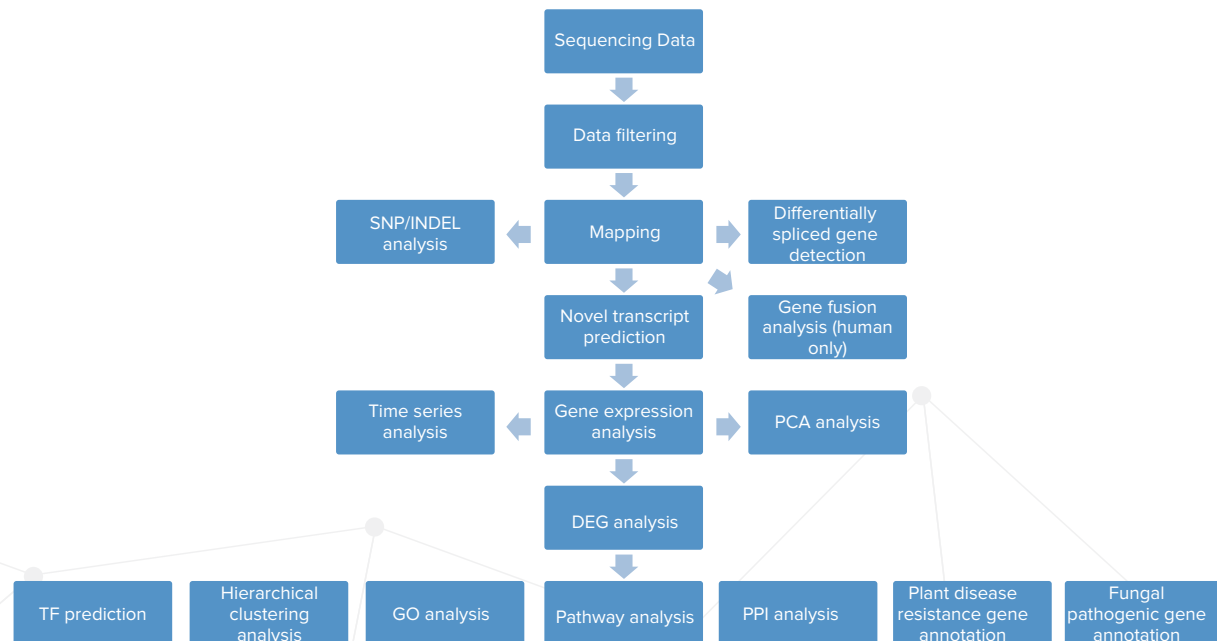 Sequencing Data
Data filtering
SNP/INDEL
analysis
Mapping
Differentially
spliced gene
detection
Novel transcript
prediction
Gene fusion
analysis (human
only)
Time series
analysis
Gene expression
analysis
PCA analysis
DEG analysis
TF prediction
Hierarchical
clustering
analysis
GO analysis
Pathway analysis
PPI analysis
Plant disease
resistance gene
annotation
Fungal
pathogenic gene
annotation